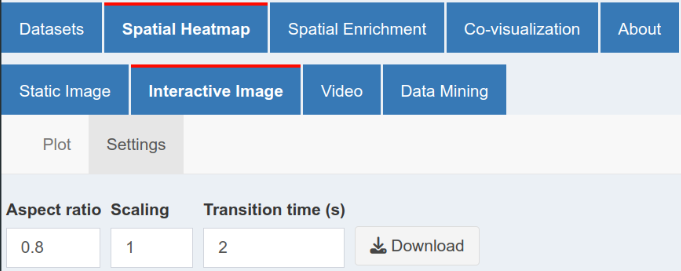 Datasets Spatial Heatmap Spatial Enrichment Co-visualization About
Static Image Interactive Image Video Data Mining
Plot Settings
Aspect ratio Scaling Transition time (s)
0.8 1 2 Download